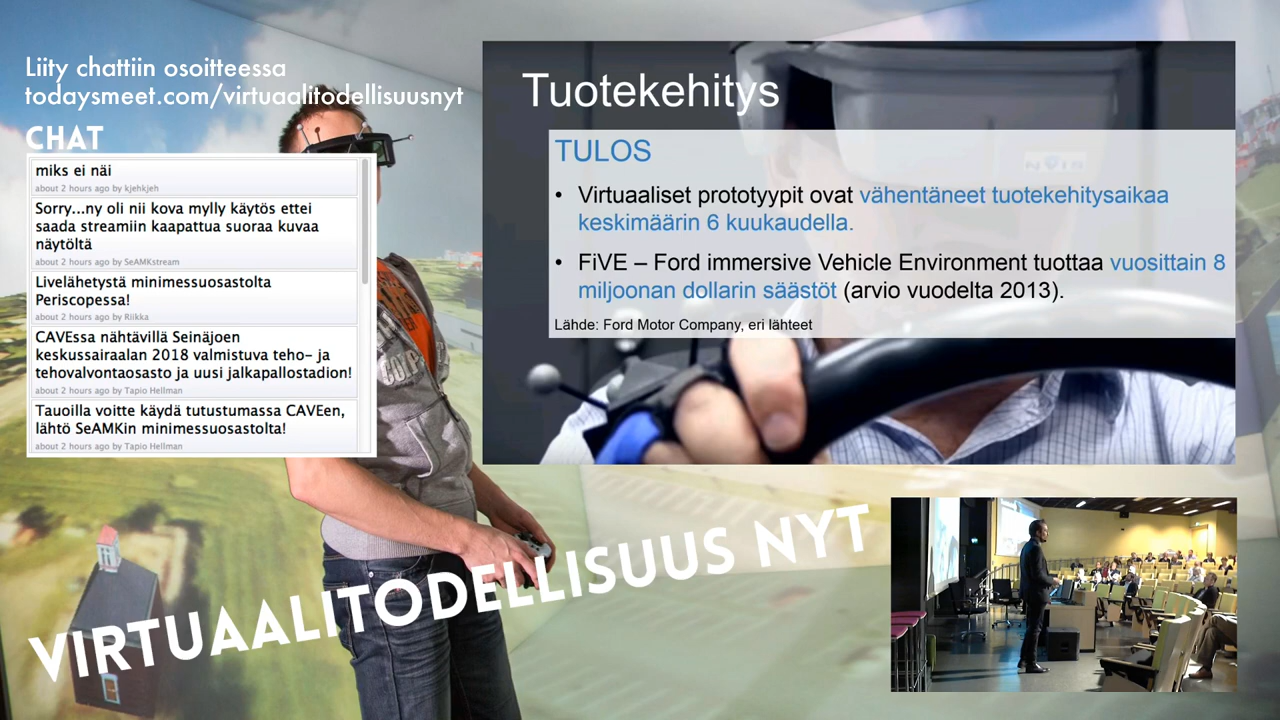 Liity chattiin osoitteessa
todaysmeet.com/virtuaalitodellisuusnyt
CHAT
miks ei näi
about 2 hours ago by kjehkjeh
Sorry...ny oli nii kova mylly käytös ettei
saada streamiin kaapattua suoraa kuvaa
näytöltä
about 2 hours ago by SeAMKstream
Livelähetystä minimessuosastolta
Periscopessa!
about 2 hours ago by Riikka
CAVEssa nähtävillä Seinäjoen
keskussairaalan 2018 valmistuva teho- ja
tehovalvontaosasto ja uusi jalkapallostadion!
about 2 hours ago by Tapio Hellman
Tauoilla voitte käydä tutustumassa CAVEen,
lähtö SeAMKin minimessuosastolta!
about 2 hours ago by Tapio Hellman
Tuotekehitys
TULOS
• Virtuaaliset prototyypit ovat vähentäneet tuotekehitysaikaa
keskimäärin 6 kuukaudella.
• FiVE – Ford immersive Vehicle Environment tuottaa vuosittain 8
miljoonan dollarin säästöt (arvio vuodelta 2013).
Lähde: Ford Motor Company, eri lähteet
VIRTUAALITODELLISUUS NYT